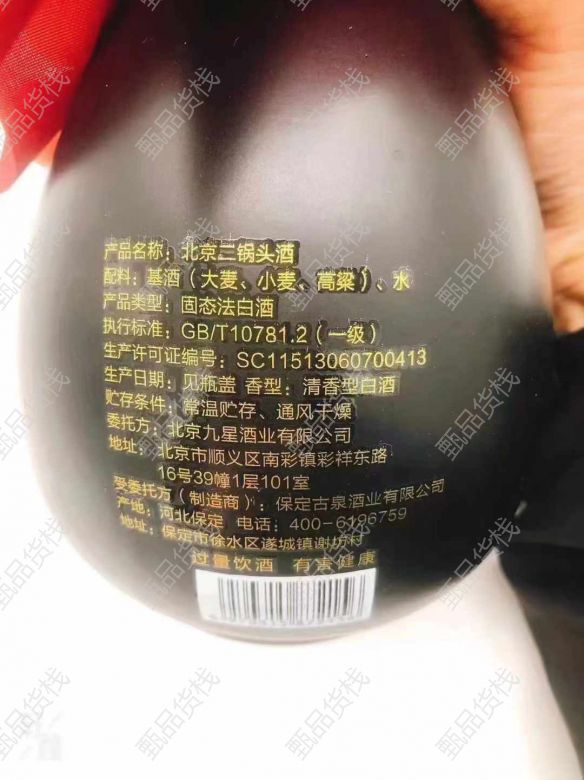 产品名称：北京二锅头酒
配料：基酒（大麦、小麦、高粱）、水
产品类型：固态法白酒
执行标准：GB/T10781.2（一级）
生产许可证编号：SC11513060700413
生产日期：见瓶盖 香型：清香型白酒
贮存条件：常温贮存、通风干燥
委托方：北京九星酒业有限公司
地址：北京市顺义区南彩镇彩祥东路
16号39幢1层101室
受委托方（制造商）：保定古泉酒业有限公司
产地：河北保定 电话：400-6196759
地址：保定市徐水区遂城镇谢坊村
过量饮酒 有害健康
甄品货栈